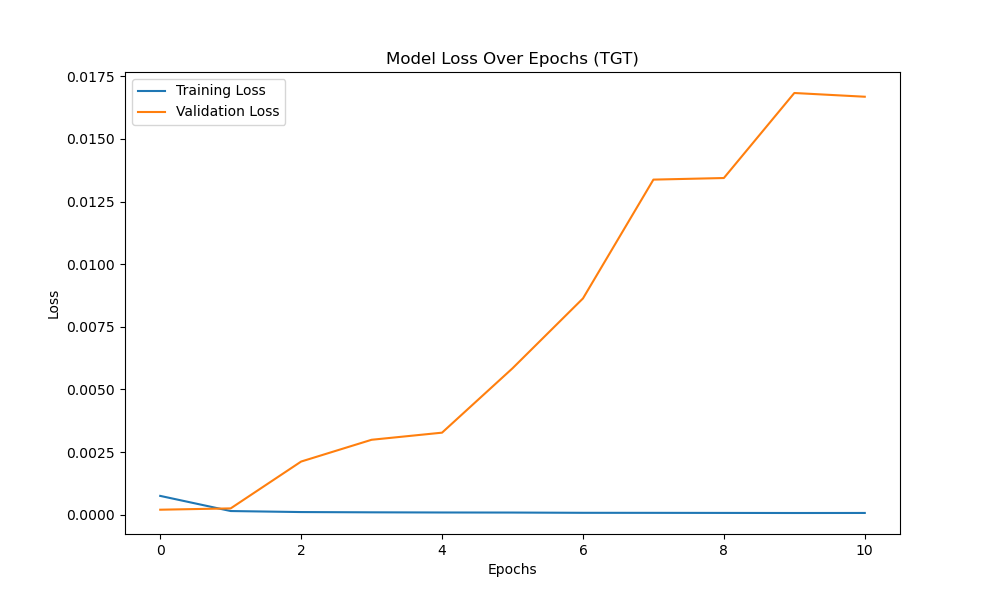 Model Loss Over Epochs (TGT)
Training Loss
Validation Loss
0.0175
0.0150
0.0125
0.0100
0.0075
0.0050
0.0025
0.0000
Loss
0 2 4 6 8 10
Epochs